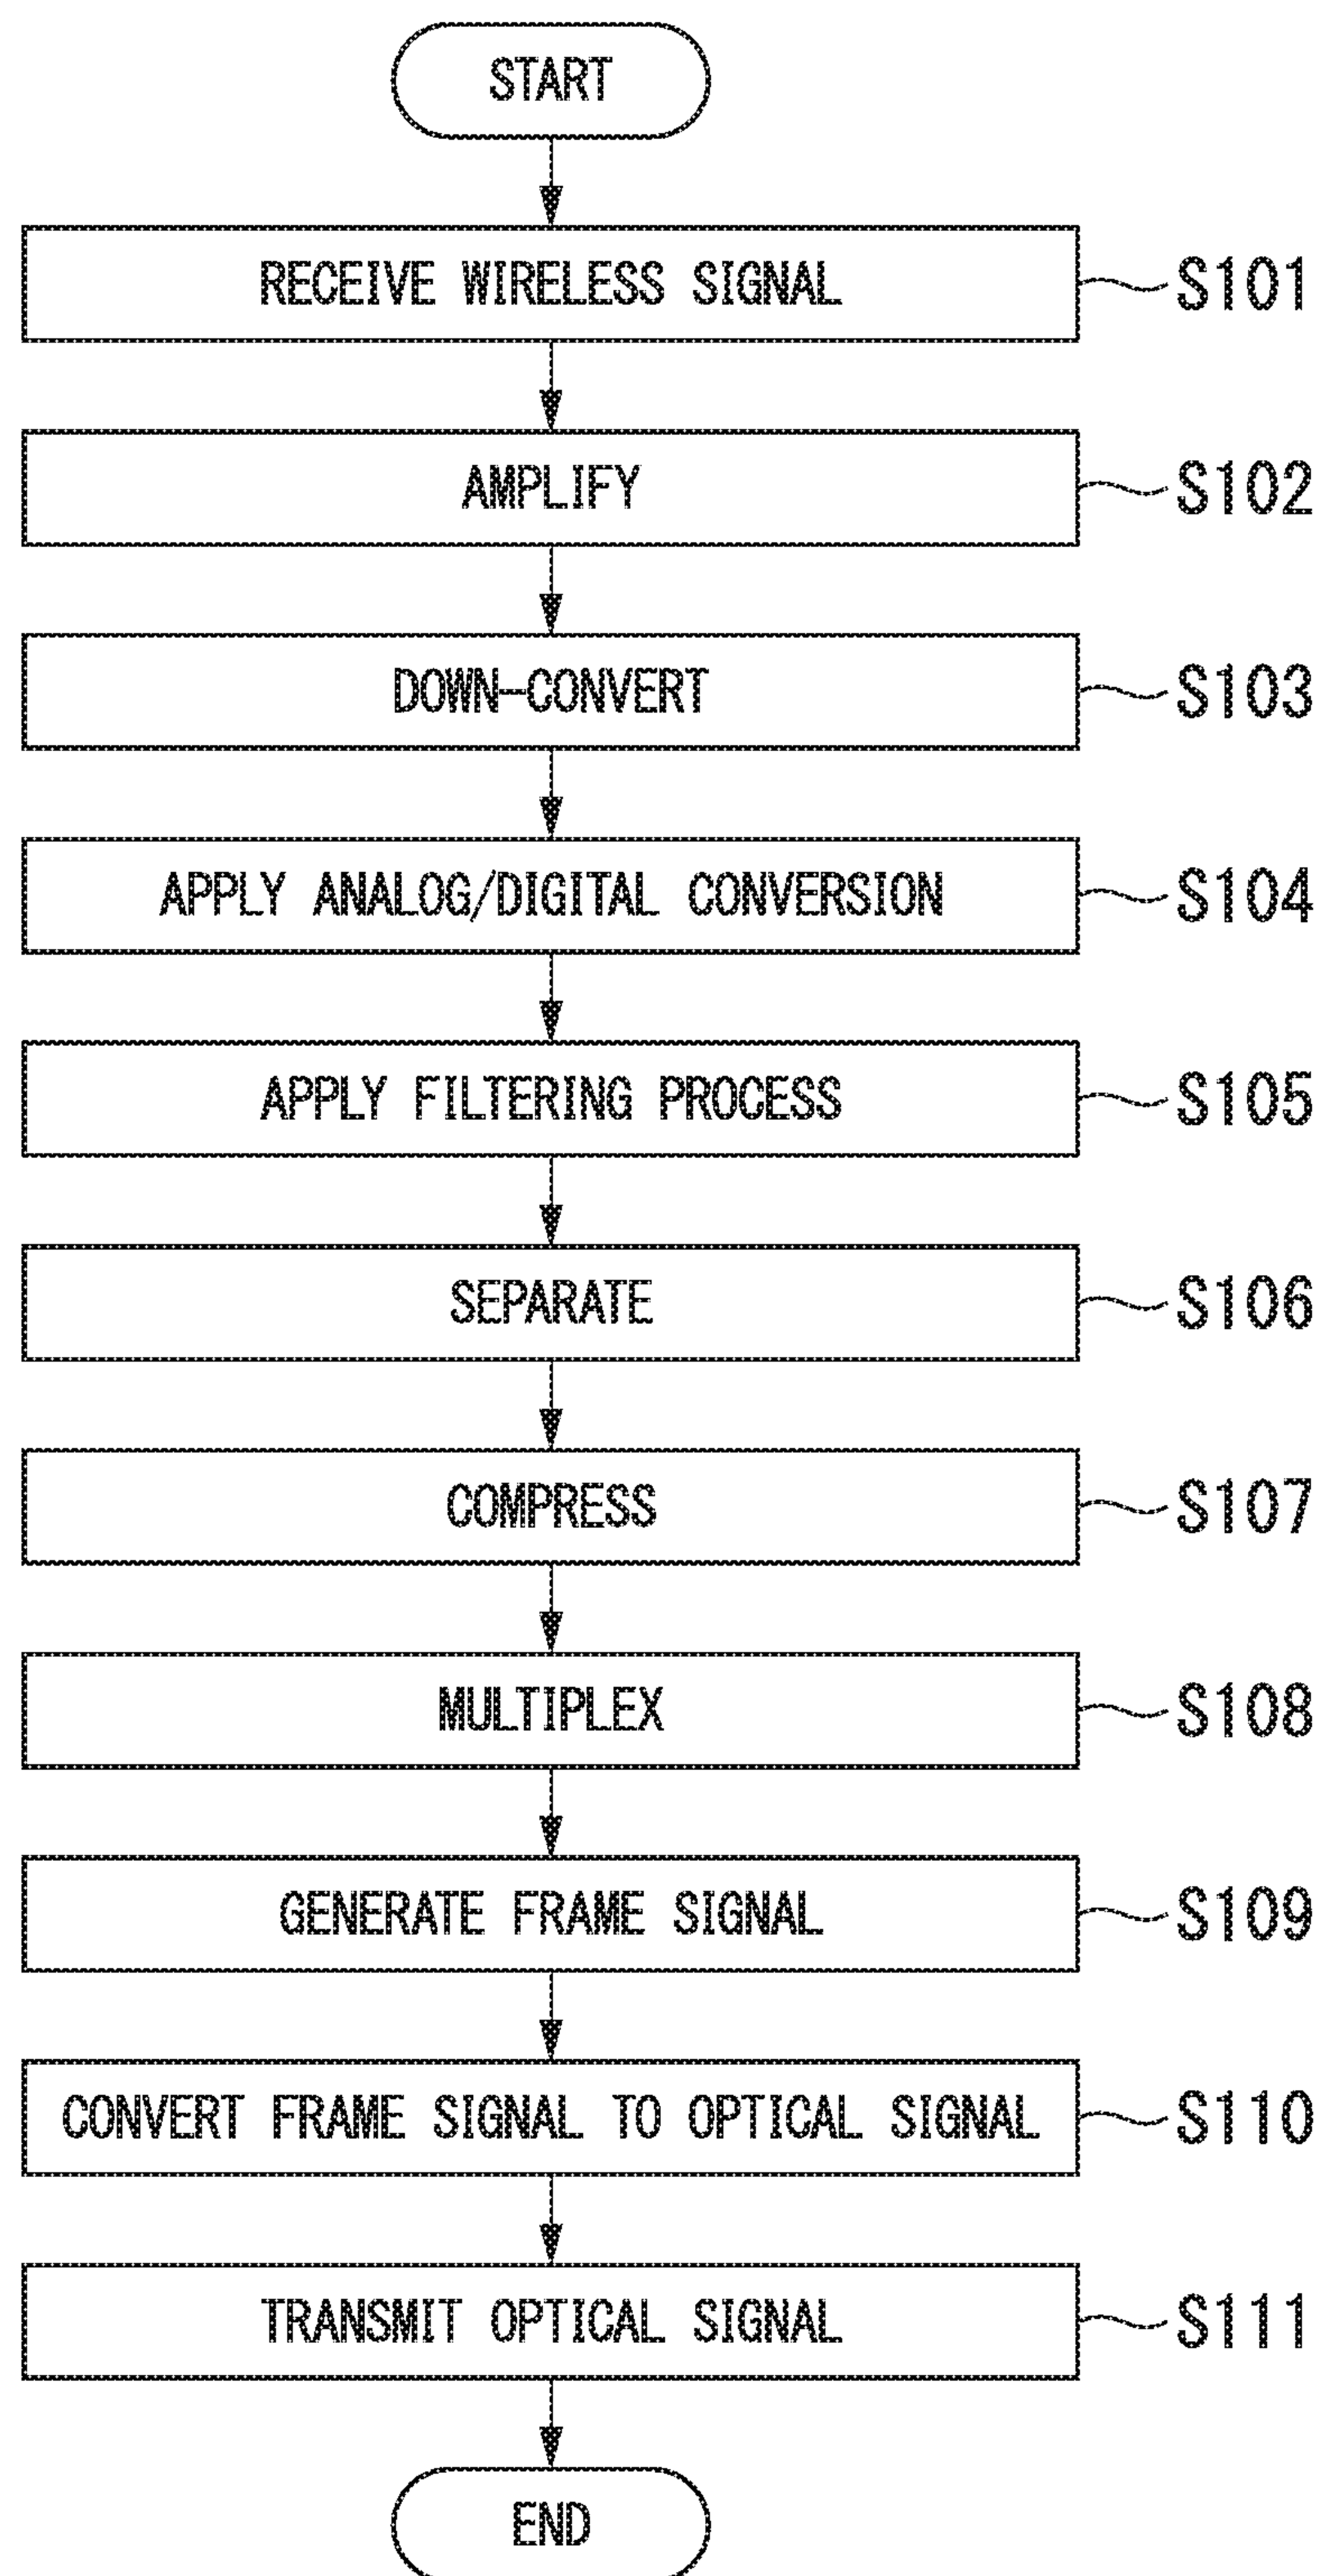 START
RECEIVE WIRELESS SIGNAL S101
AMPLIFY S102
DOWN-CONVERT S103
APPLY ANALOG/DIGITAL CONVERSION S104
APPLY FILTERING PROCESS S105
SEPARATE S106
COMPRESS S107
MULTIPLEX S108
GENERATE FRAME SIGNAL S109
CONVERT FRAME SIGNAL TO OPTICAL SIGNAL S110
TRANSMIT OPTICAL SIGNAL S111
END